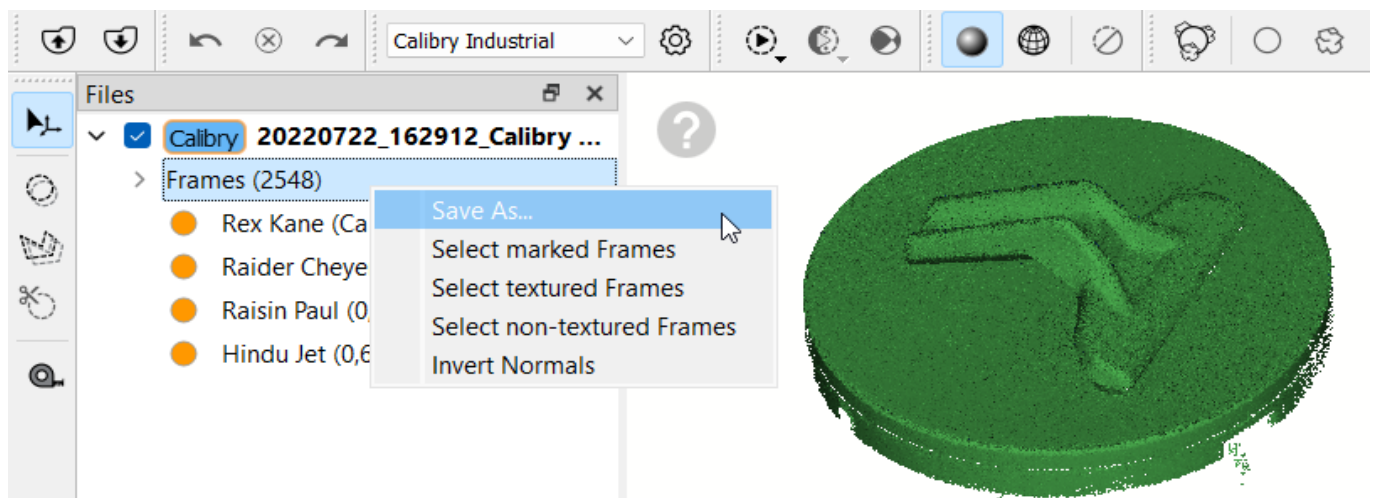 Calibry Industrial
Files
Calibry 20220722_162912_Calibry ...
Frames (2548)
Rex Kane (Ca
Raider Cheye
Raisin Paul (0,
Hindu Jet (0,6
Save As...
Select marked Frames
Select textured Frames
Select non-textured Frames
Invert Normals
?